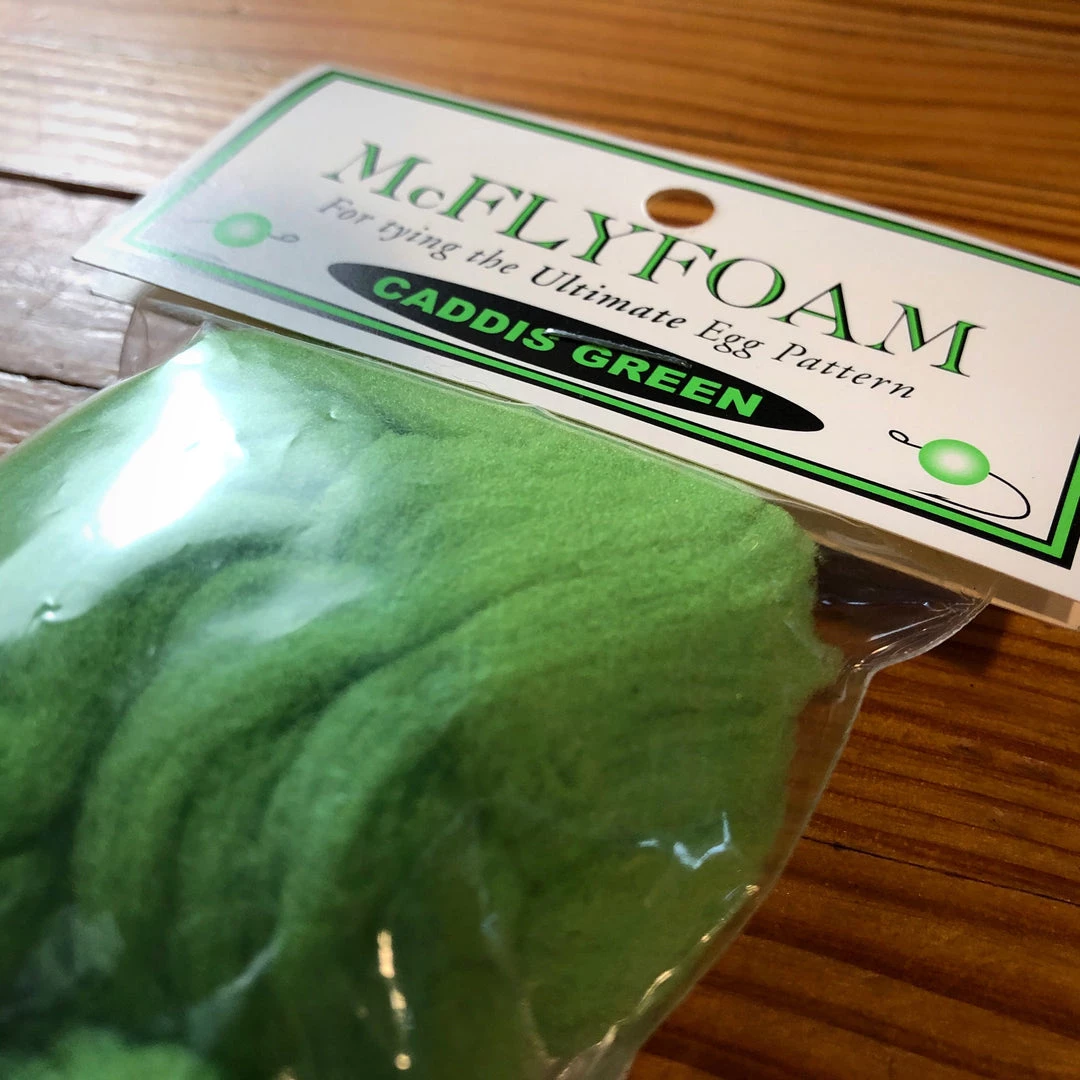 McFLYFOAM
For tying the Ultimate Egg Pattern
CADDIS GREEN